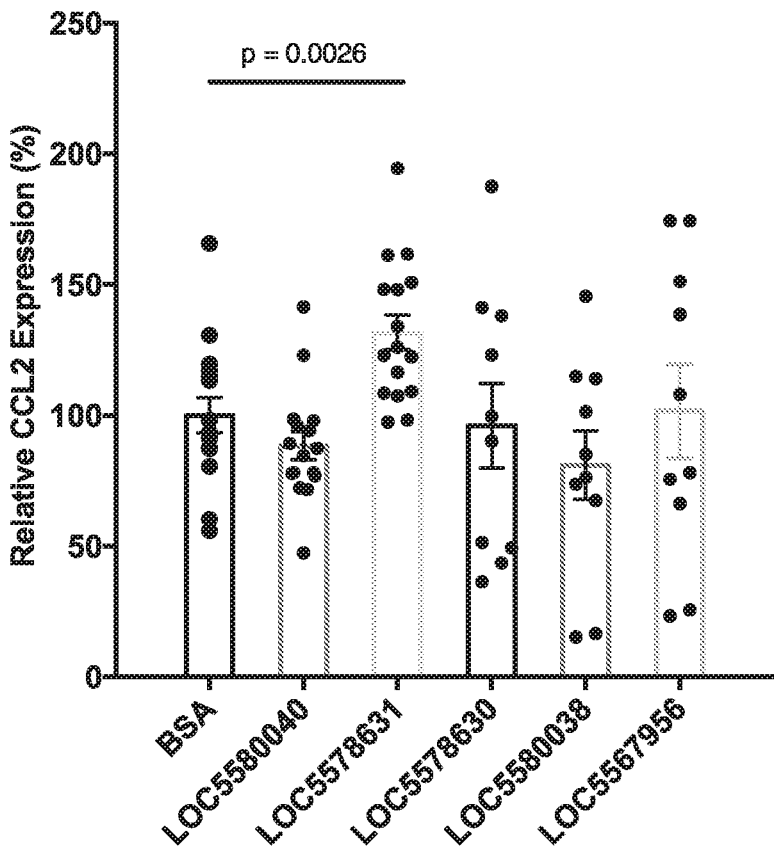 250
p = 0.0026
200
150
100
50
0
Relative CCL2 Expression (%)
BSA
LOC5580040
LOC5578631
LOC5578630
LOC5580038
LOC5567956